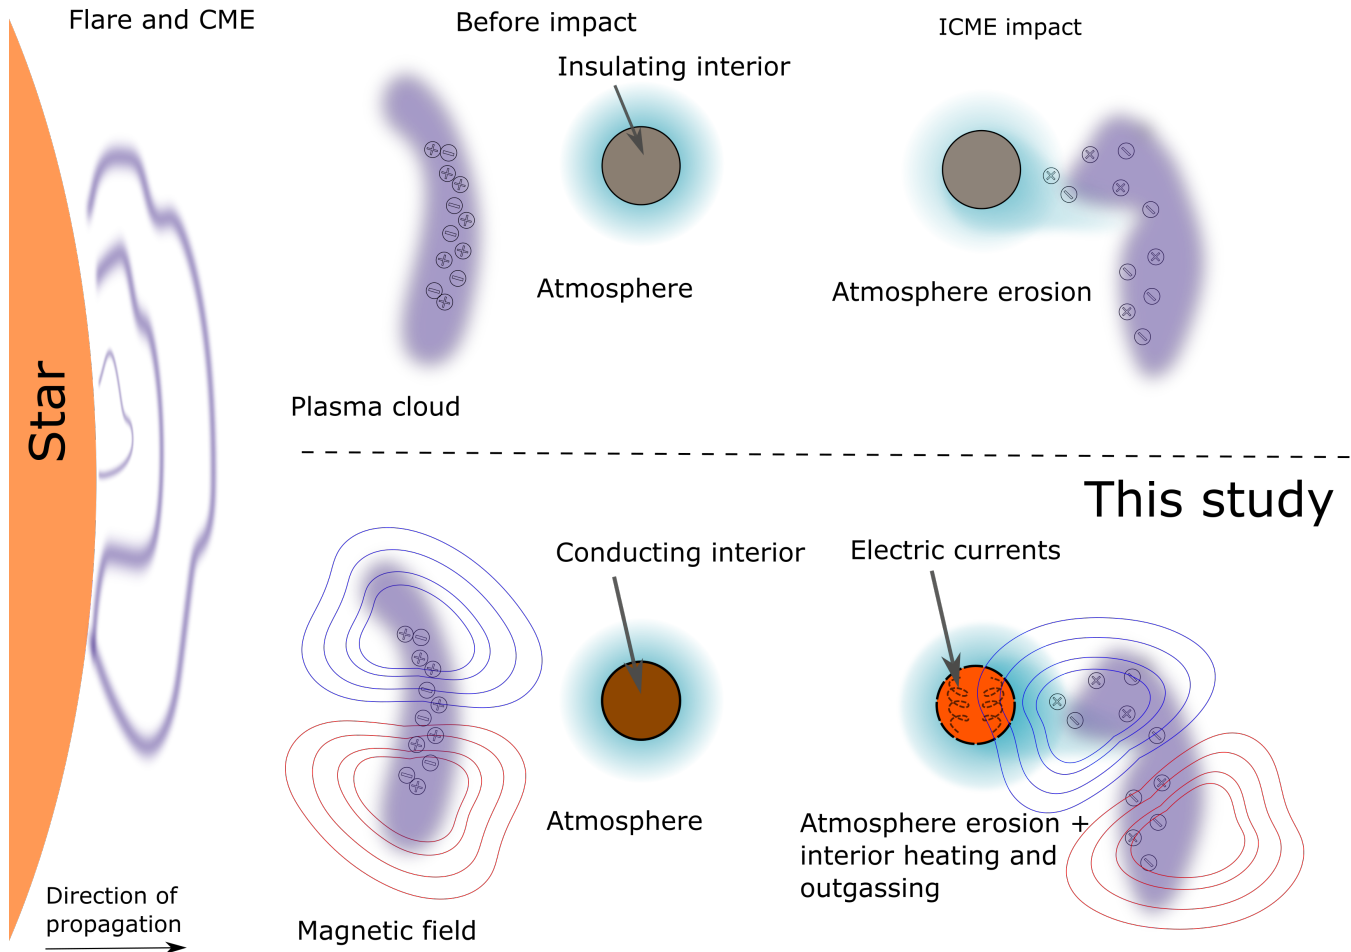 Flare and CME
Before impact
ICME impact
Insulating interior
Atmosphere
Atmosphere erosion
Plasma cloud
Star
This study
Conducting interior
Electric currents
Atmosphere
Atmosphere erosion +
interior heating and
outgassing
Direction of
propagation
Magnetic field